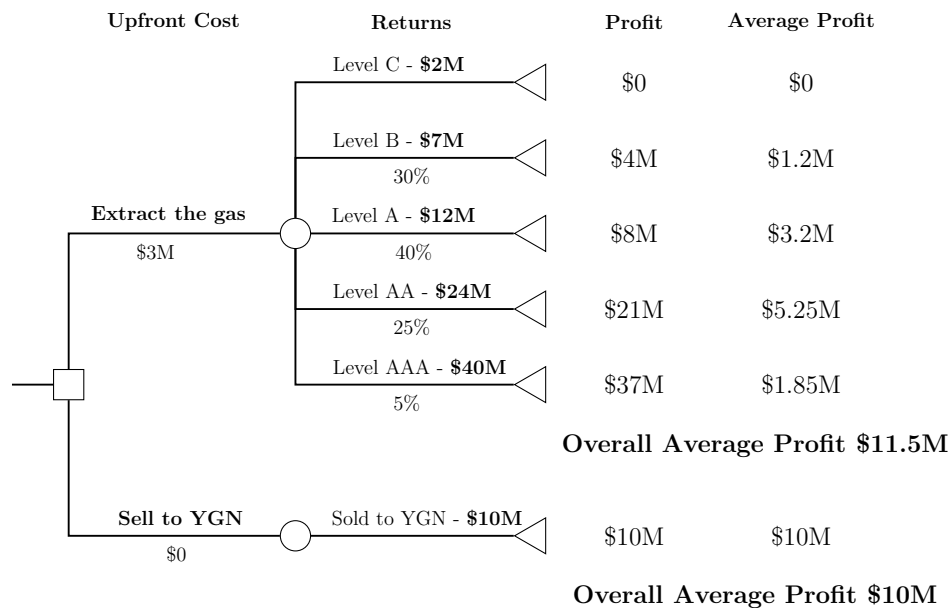 Upfront Cost Returns Profit Average Profit
Level C - $2M $0 $0
Level B - $7M $4M $1.2M
30%
Extract the gas Level A - $12M $8M $3.2M
$3M 40%
Level AA - $24M $21M $5.25M
25%
Level AAA - $40M $37M $1.85M
5%
Overall Average Profit $11.5M
Sell to YGN Sold to YGN - $10M $10M $10M
$0
Overall Average Profit $10M